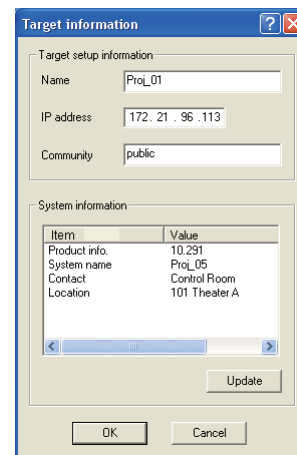 Target information
Target setup information
Name Proj_01
IP address 172. 21 . 96 .113
Community public
System information
Item Value
Product info. 10.291
System name Proj_05
Contact Control Room
Location 101 Theater A
Update
OK Cancel